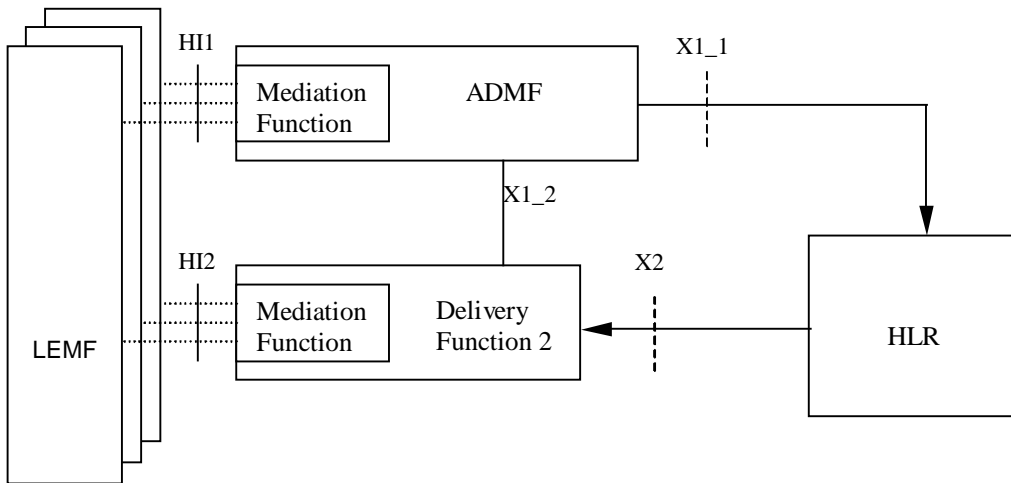 HI1
X1_1
Mediation
Function
ADMF
X1_2
HI2
X2
LEMF
Mediation
Function
Delivery
Function 2
HLR